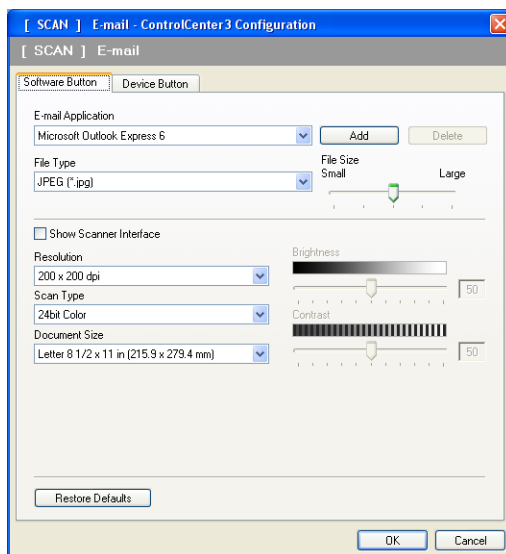 [ SCAN ] E-mail - ControlCenter3 Configuration
[ SCAN ] E-mail
Software Button Device Button
E-mail Application
Microsoft Outlook Express 6 Add Delete
File Type File Size
JPEG (*.jpg) Small Large
Show Scanner Interface
Resolution Brightness
200 x 200 dpi 50
Scan Type
24bit Color Contrast
Document Size
Letter 8 1/2 x 11 in (215.9 x 279.4 mm) 50
Restore Defaults
OK Cancel